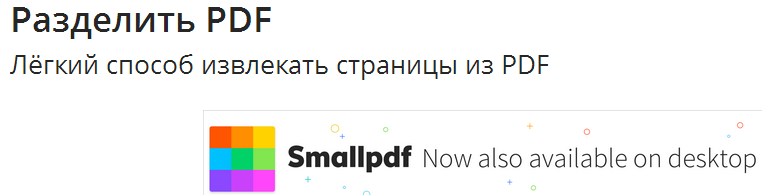 Разделить PDF
Лёгкий способ извлекать страницы из PDF
Smallpdf Now also available on desktop